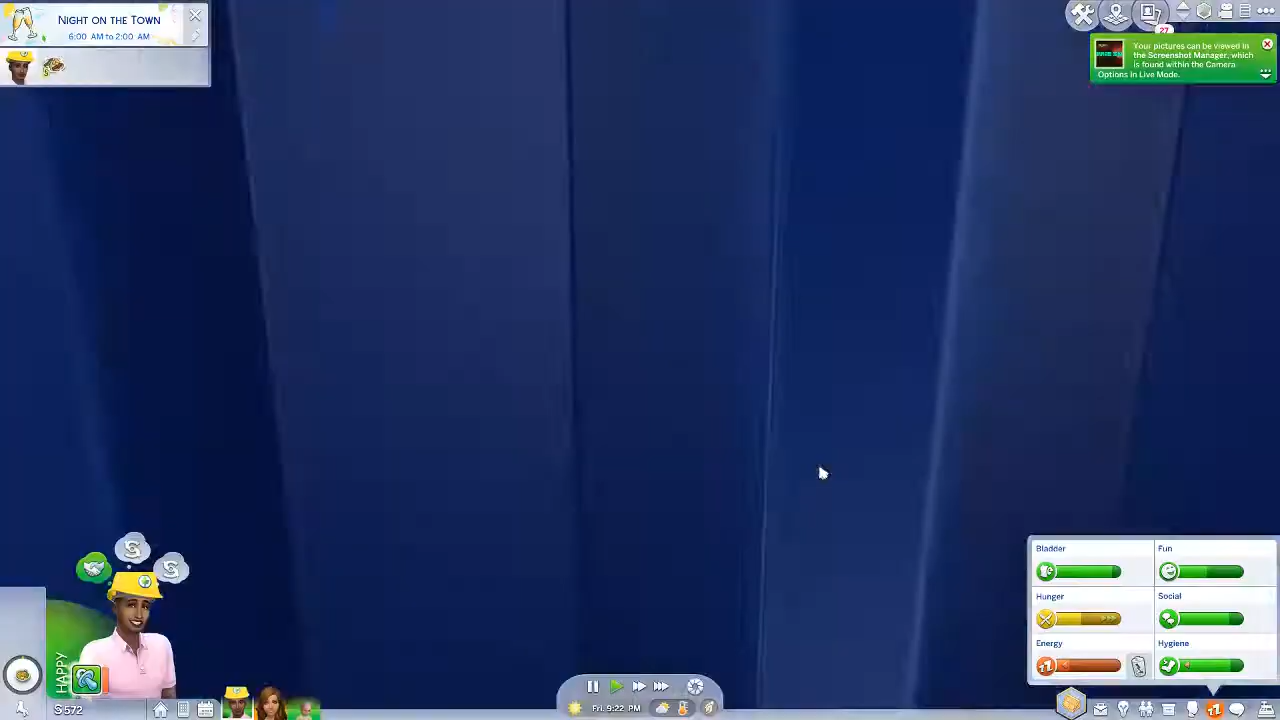 Night on the Town
6:00 AM to 2:00 AM
27
Your pictures can be viewed in
the Screenshot Manager, which
is found within the Camera
Options in Live Mode.
Bladder
Fun
Hunger
Social
Energy
Hygiene
HAPPY
§572
Fri. 9:22 PM